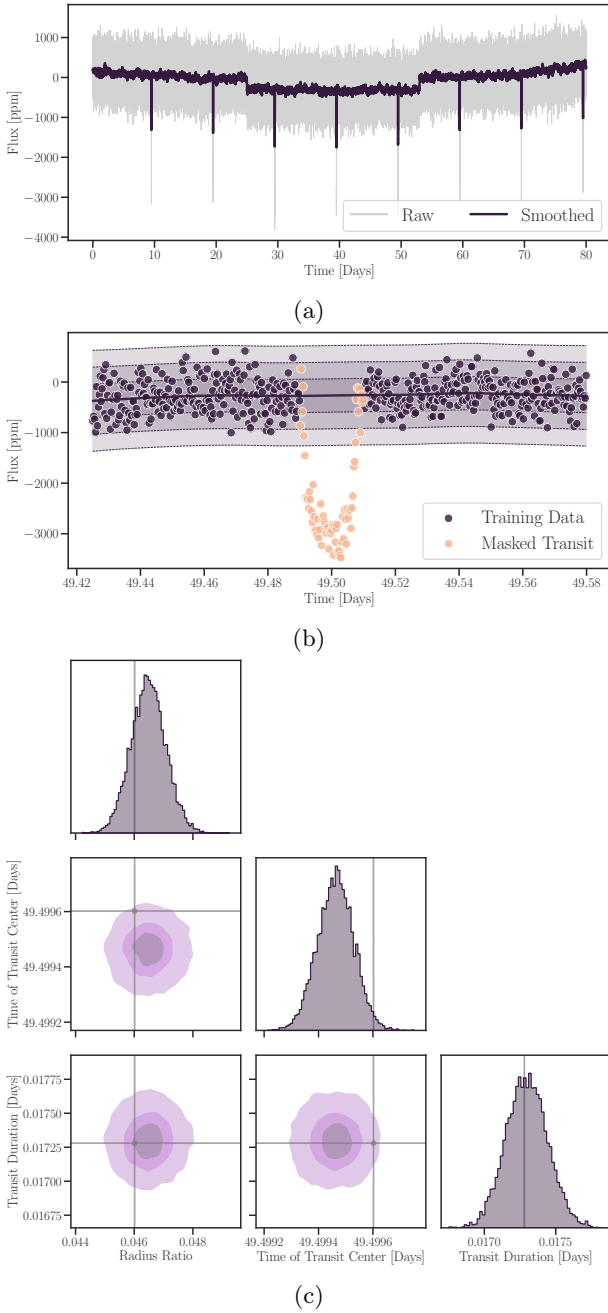 1000
0
−1000
−2000
−3000
−4000
Flux [ppm]
Raw
Smoothed
0 10 20 30 40 50 60 70 80
Time [Days]
(a)
0
−1000
−2000
−3000
Flux [ppm]
Training Data
Masked Transit
49.42 49.44 49.46 49.48 49.50 49.52 49.54 49.56 49.58
Time [Days]
(b)
49.4996
49.4994
49.4992
Time of Transit Center [Days]
0.01775
0.01750
0.01725
0.01700
0.01675
Transit Duration [Days]
0.044 0.046 0.048
Radius Ratio
49.4992 49.4994 49.4996
Time of Transit Center [Days]
0.0170 0.0175
Transit Duration [Days]
(c)